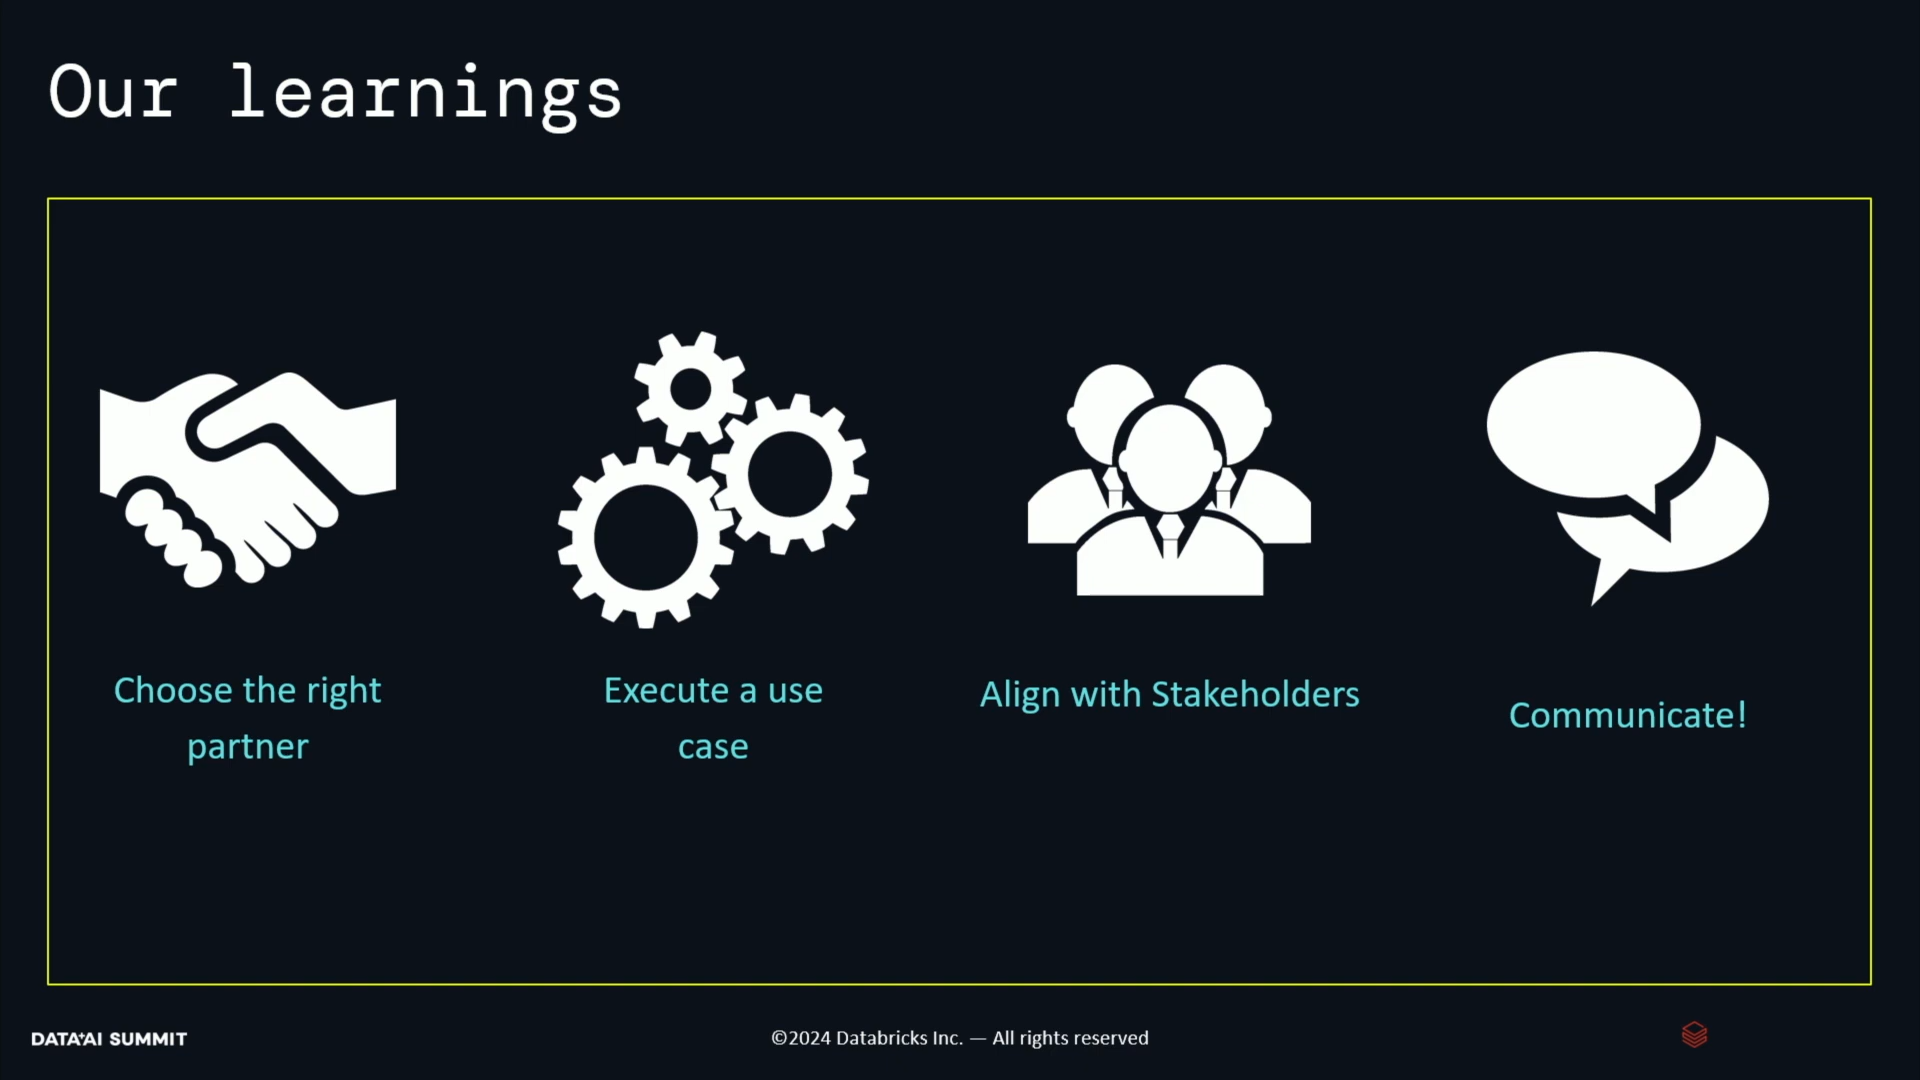 Our learnings
Choose the right
partner
Execute a use
case
Align with Stakeholders
Communicate!
DATA+AI SUMMIT
©2024 Databricks Inc. — All rights reserved